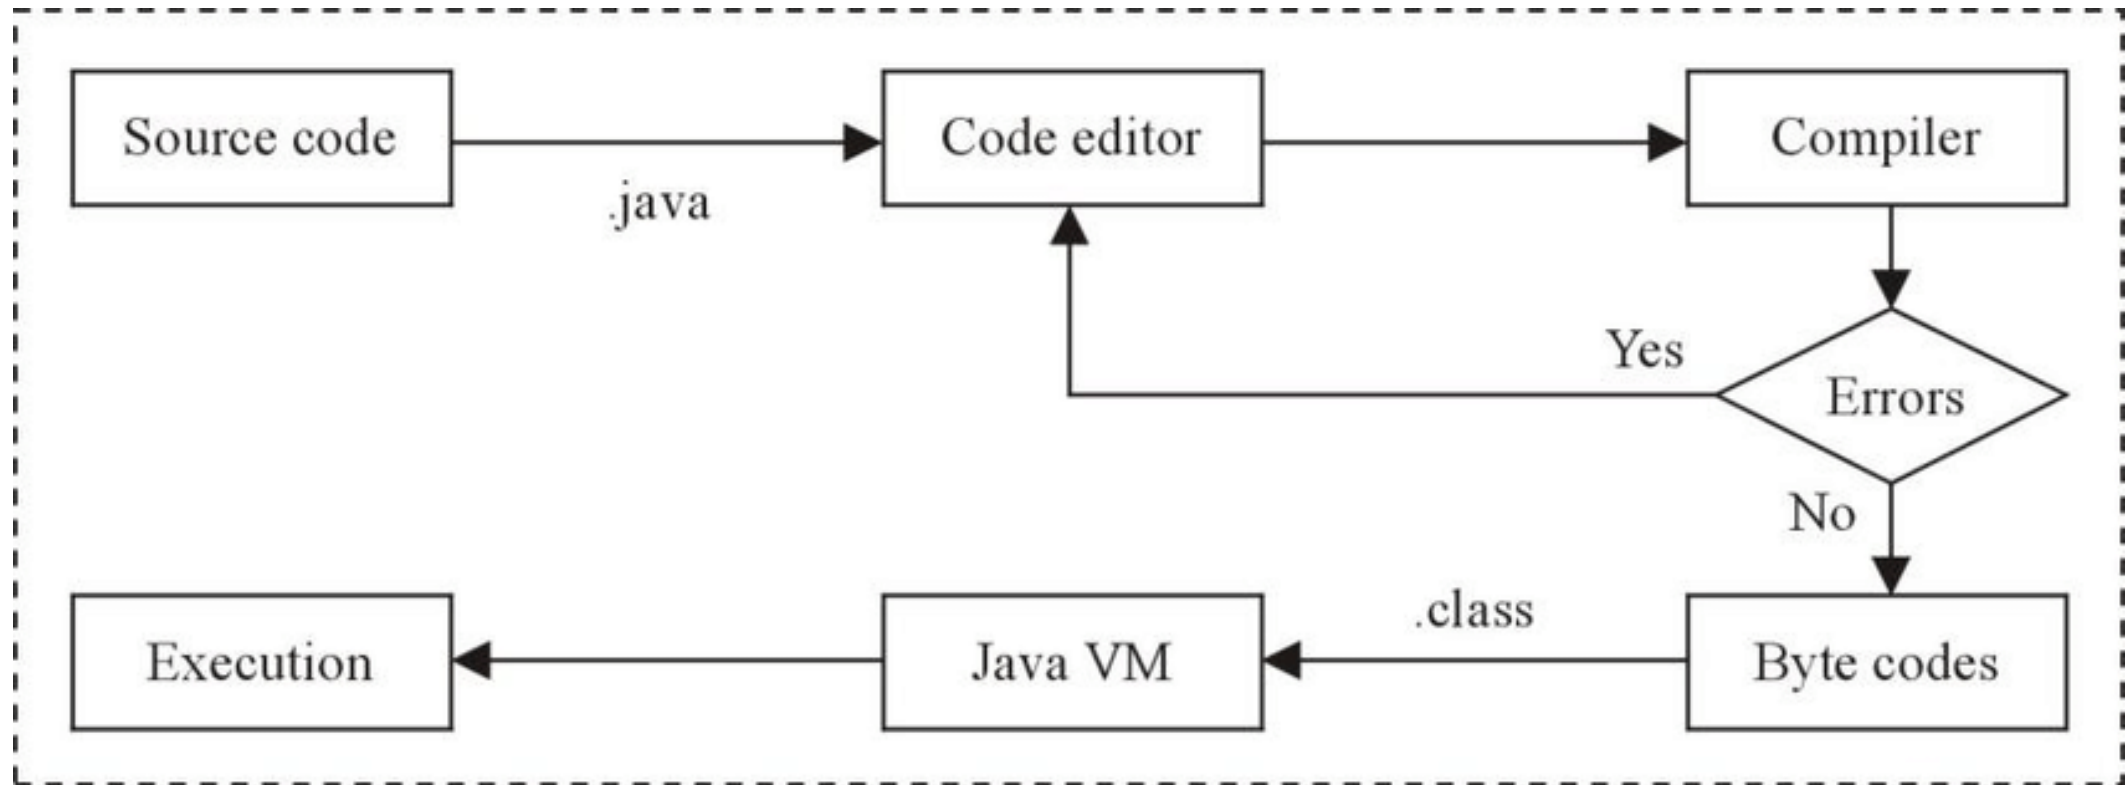 Source code
.java
Code editor
Compiler
Yes
Errors
No
Execution
Java VM
.class
Byte codes